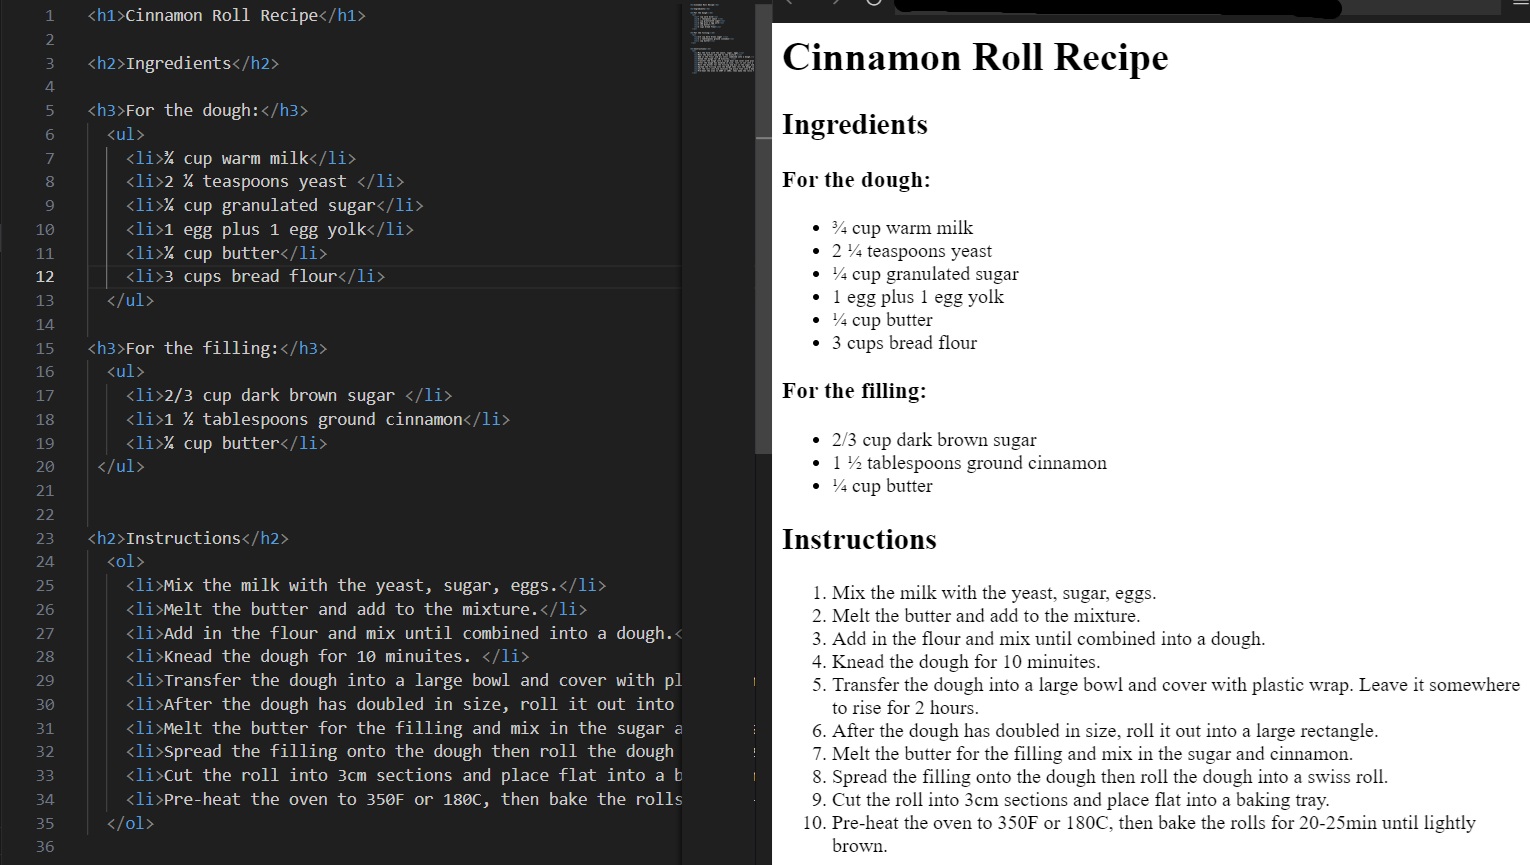 1 <h1>Cinnamon Roll Recipe</h1>
2
3 <h2>Ingredients</h2>
4
5 <h3>For the dough:</h3>
6 <ul>
7 <li>¾ cup warm milk</li>
8 <li>2 ¼ teaspoons yeast </li>
9 <li>¼ cup granulated sugar</li>
10 <li>1 egg plus 1 egg yolk</li>
11 <li>¼ cup butter</li>
12 <li>3 cups bread flour</li>
13 </ul>
14
15 <h3>For the filling:</h3>
16 <ul>
17 <li>2/3 cup dark brown sugar </li>
18 <li>1 ½ tablespoons ground cinnamon</li>
19 <li>¼ cup butter</li>
20 </ul>
21
22
23 <h2>Instructions</h2>
24 <ol>
25 <li>Mix the milk with the yeast, sugar, eggs.</li>
26 <li>Melt the butter and add to the mixture.</li>
27 <li>Add in the flour and mix until combined into a dough.<
28 <li>Knead the dough for 10 minuites. </li>
29 <li>Transfer the dough into a large bowl and cover with pl
30 <li>After the dough has doubled in size, roll it out into
31 <li>Melt the butter for the filling and mix in the sugar a
32 <li>Spread the filling onto the dough then roll the dough
33 <li>Cut the roll into 3cm sections and place flat into a b
34 <li>Pre-heat the oven to 350F or 180C, then bake the rolls
35 </ol>
36
Cinnamon Roll Recipe
Ingredients
For the dough:
• ¾ cup warm milk
• 2 ¼ teaspoons yeast
• ¼ cup granulated sugar
• 1 egg plus 1 egg yolk
• ¼ cup butter
• 3 cups bread flour
For the filling:
• 2/3 cup dark brown sugar
• 1 ½ tablespoons ground cinnamon
• ¼ cup butter
Instructions
1. Mix the milk with the yeast, sugar, eggs.
2. Melt the butter and add to the mixture.
3. Add in the flour and mix until combined into a dough.
4. Knead the dough for 10 minuites.
5. Transfer the dough into a large bowl and cover with plastic wrap. Leave it somewhere
to rise for 2 hours.
6. After the dough has doubled in size, roll it out into a large rectangle.
7. Melt the butter for the filling and mix in the sugar and cinnamon.
8. Spread the filling onto the dough then roll the dough into a swiss roll.
9. Cut the roll into 3cm sections and place flat into a baking tray.
10. Pre-heat the oven to 350F or 180C, then bake the rolls for 20-25min until lightly
brown.